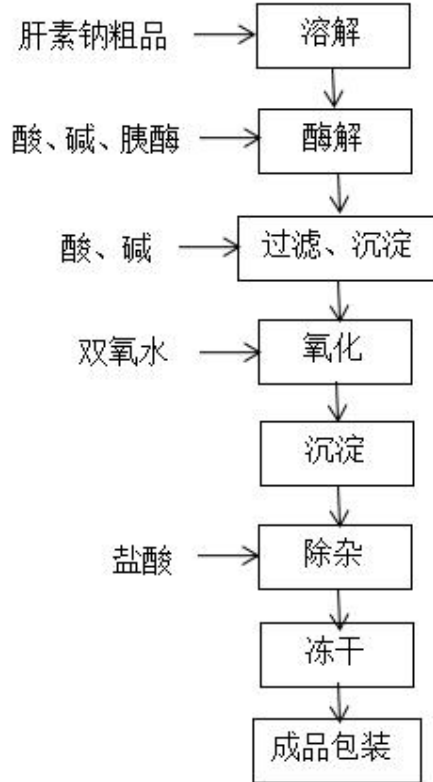 肝素钠粗品
溶解
酸、碱、胰酶
酶解
酸、碱
过滤、沉淀
双氧水
氧化
沉淀
盐酸
除杂
冻干
成品包装